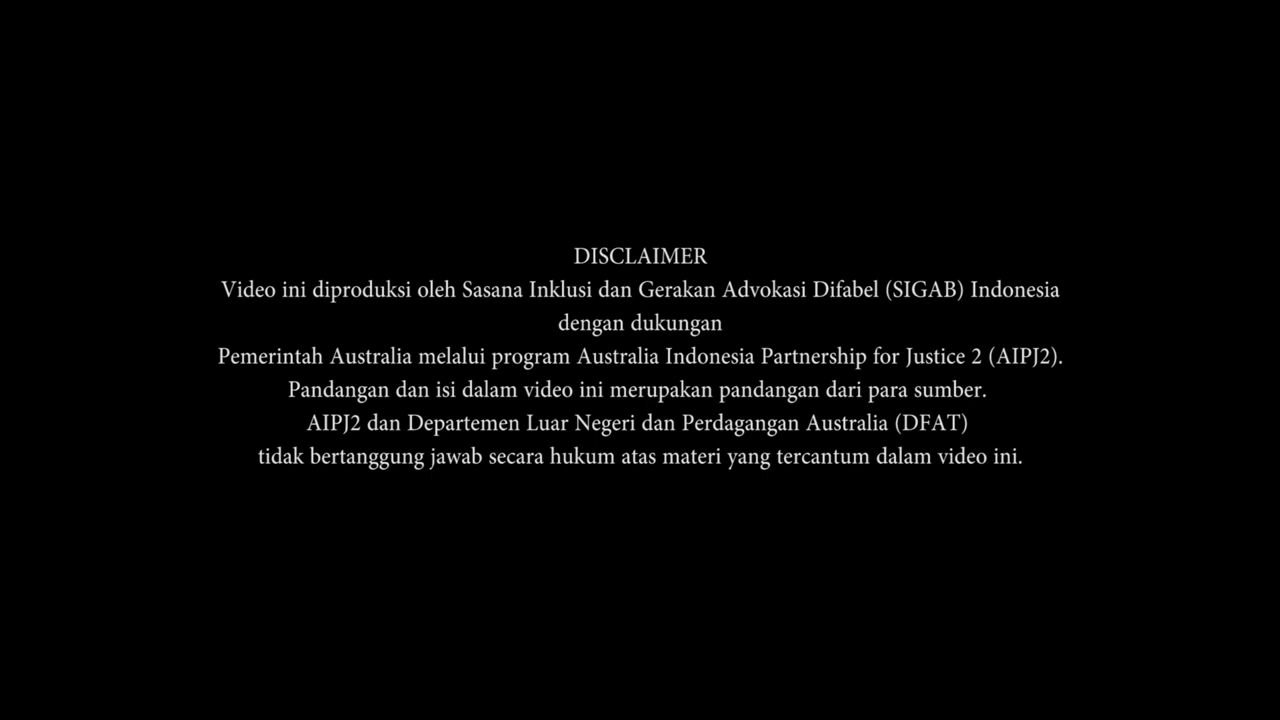 DISCLAIMER
Video ini diproduksi oleh Sasana Inklusi dan Gerakan Advokasi Difabel (SIGAB) Indonesia
dengan dukungan
Pemerintah Australia melalui program Australia Indonesia Partnership for Justice 2 (AIPJ2).
Pandangan dan isi dalam video ini merupakan pandangan dari para sumber.
AIPJ2 dan Departemen Luar Negeri dan Perdagangan Australia (DFAT)
tidak bertanggung jawab secara hukum atas materi yang tercantum dalam video ini.